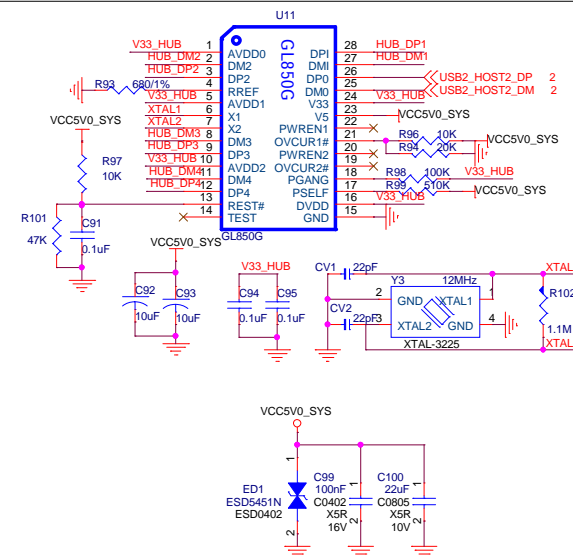 U11
GL850G
V33_HUB 1 AVDD0 DPI 28 HUB_DP1
HUB_DM2 2 DM2 DMI 27 HUB_DM1
HUB_DP2 3 DP2 DP0 26 USB2_HOST2_DP 2
R93 680/1% 4 RREF DM0 25 USB2_HOST2_DM 2
V33_HUB 5 AVDD1 V33 24 V33_HUB
XTAL1 6 X1 V5 23 VCC5V0_SYS
XTAL2 7 X2 PWREN1 22
HUB_DM3 8 DM3 OVCUR1# 21 R96 10K VCC5V0_SYS
HUB_DP3 9 DP3 PWREN2 20 R94 20K
V33_HUB 10 AVDD2 OVCUR2# 19
HUB_DM4 11 DM4 PGANG 18 R98 100K V33_HUB
HUB_DP4 12 DP4 PSELF 17 R99 510K VCC5V0_SYS
13 REST# DVDD 16 V33_HUB
14 TEST GND 15
GL850G
VCC5V0_SYS
R97
10K
R101
47K
C91
0.1uF
VCC5V0_SYS
C92
10uF
C93
10uF
V33_HUB
C94
0.1uF
C95
0.1uF
CV1 22pF
CV2 22pF
Y3 12MHz
2 GND XTAL1 1
3 XTAL2 GND 4
XTAL-3225
XTAL
R102
1.1M
XTAL
VCC5V0_SYS
1
ED1
ESD5451N
ESD0402
2
1
C99
100nF
C0402
X5R
16V
2
1
C100
22uF
C0805
X5R
10V
2